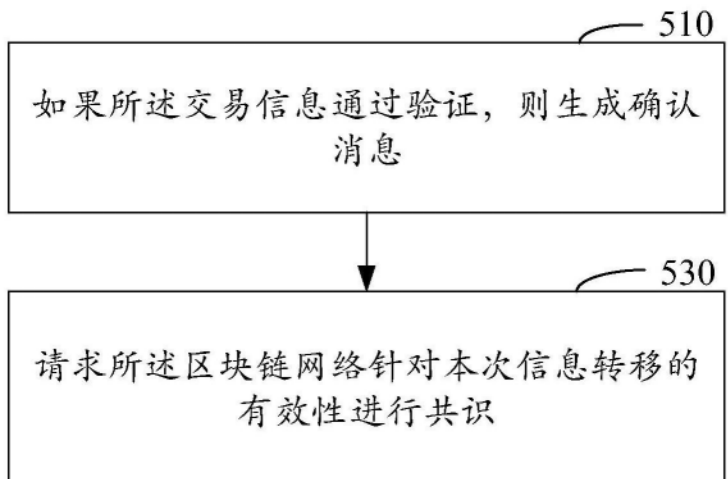 510
如果所述交易信息通过验证，则生成确认
消息
530
请求所述区块链网络针对本次信息转移的
有效性进行共识